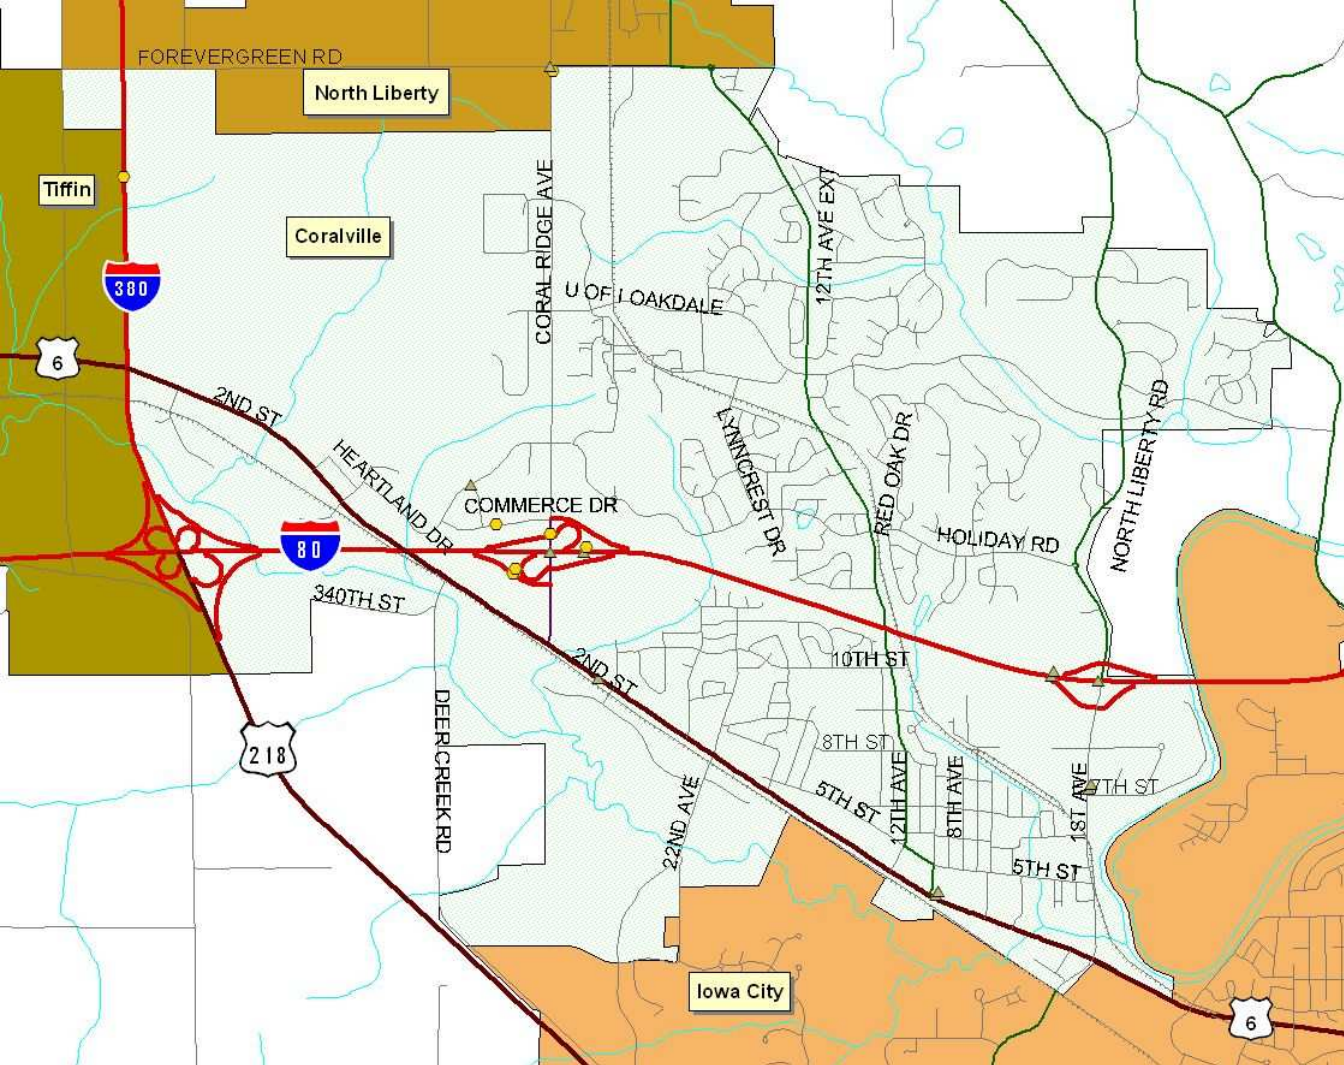 FOREVERGREEN RD
North Liberty
Tiffin
Coralville
CORAL RIDGE AVE
12TH AVE EXT
380
U OF I OAKDALE
6
2ND ST
HEARTLAND DR
COMMERCE DR
LYNNCREST DR
RED OAK DR
NORTH LIBERTY RD
HOLIDAY RD
80
340TH ST
2ND ST
10TH ST
DEER CREEK RD
218
8TH ST
22ND AVE
5TH ST
12TH AVE
8TH AVE
1ST AVE
7TH ST
5TH ST
Iowa City
6